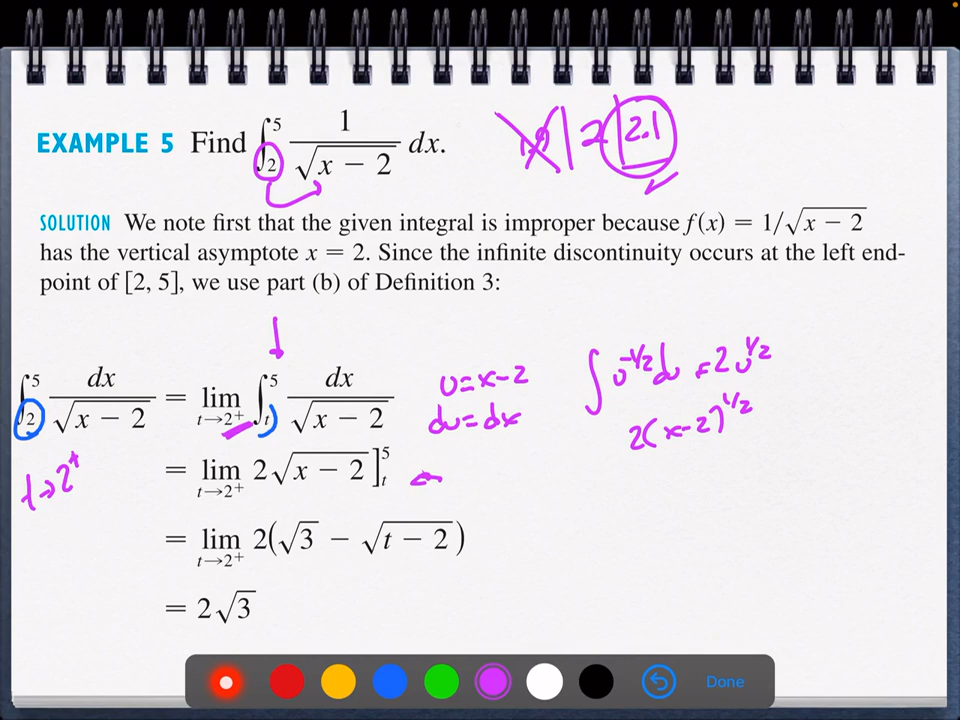 EXAMPLE 5 Find ∫₂⁵ 1/√(x − 2) dx.
2 | 2.1
SOLUTION We note first that the given integral is improper because f(x) = 1/√(x − 2)
has the vertical asymptote x = 2. Since the infinite discontinuity occurs at the left end-
point of [2, 5], we use part (b) of Definition 3:
∫₂⁵ dx/√(x − 2) = lim t→2⁺ ∫ₜ⁵ dx/√(x − 2)
u=x-2
du=dx
∫ u^-1/2 du = 2u^1/2
2(x-2)^1/2
t→2⁺
= lim t→2⁺ 2√(x − 2)]ₜ⁵
= lim t→2⁺ 2(√3 − √(t − 2))
= 2√3
Done